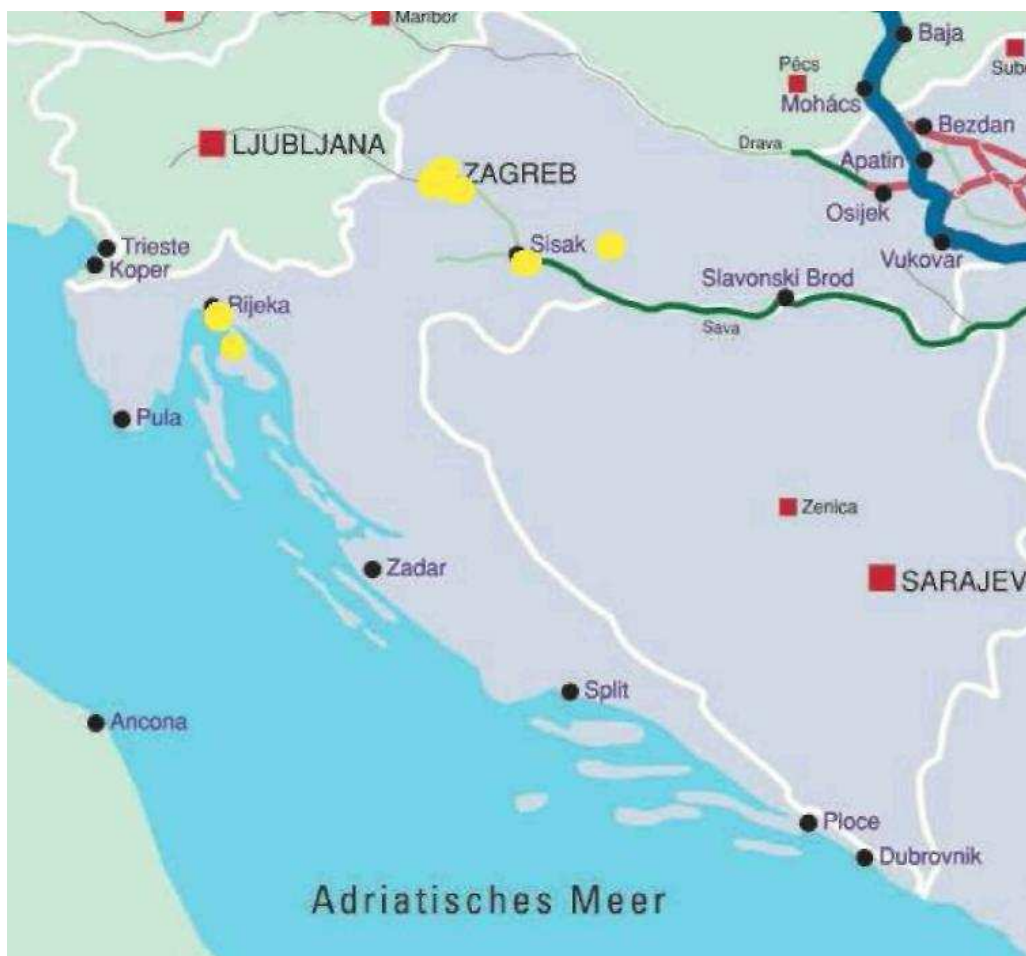 Maribor
Baja
Pécs
Mohács
LJUBLJANA
Bezdan
Drava
Apatin
ZAGREB
Osijek
Trieste
Koper
Sisak
Vukovar
Slavonski Brod
Rijeka
Sava
Pula
Zenica
Zadar
SARAJEV
Split
Ancona
Ploce
Dubrovnik
Adriatisches Meer